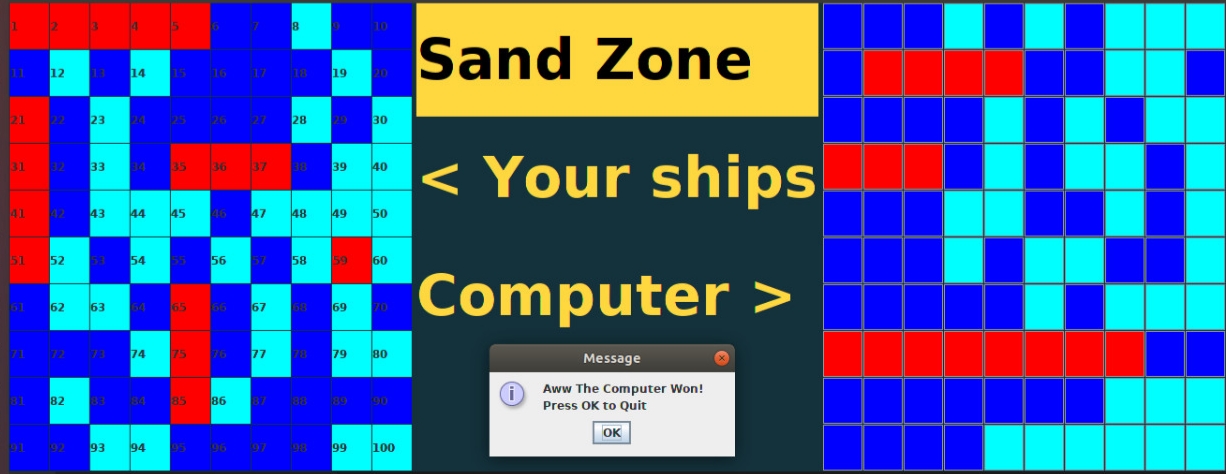 1 2 3 4 5 6 7 8 9 10
11 12 13 14 15 16 17 18 19 20
21 22 23 24 25 26 27 28 29 30
31 32 33 34 35 36 37 38 39 40
41 42 43 44 45 46 47 48 49 50
51 52 53 54 55 56 57 58 59 60
61 62 63 64 65 66 67 68 69 70
71 72 73 74 75 76 77 78 79 80
81 82 83 84 85 86 87 88 89 90
91 92 93 94 95 96 97 98 99 100
Sand Zone
< Your ships
Computer >
Message
Aww The Computer Won!
Press OK to Quit
OK